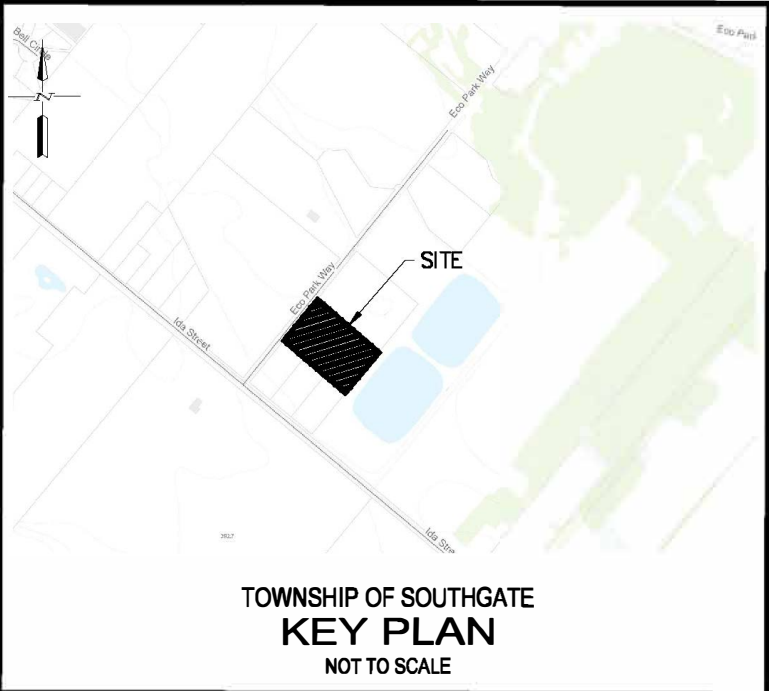 Bell Circle
Eco Park
N
Eco Park Way
SITE
Eco Park Way
Ida Street
Ida Stre
TOWNSHIP OF SOUTHGATE
KEY PLAN
NOT TO SCALE